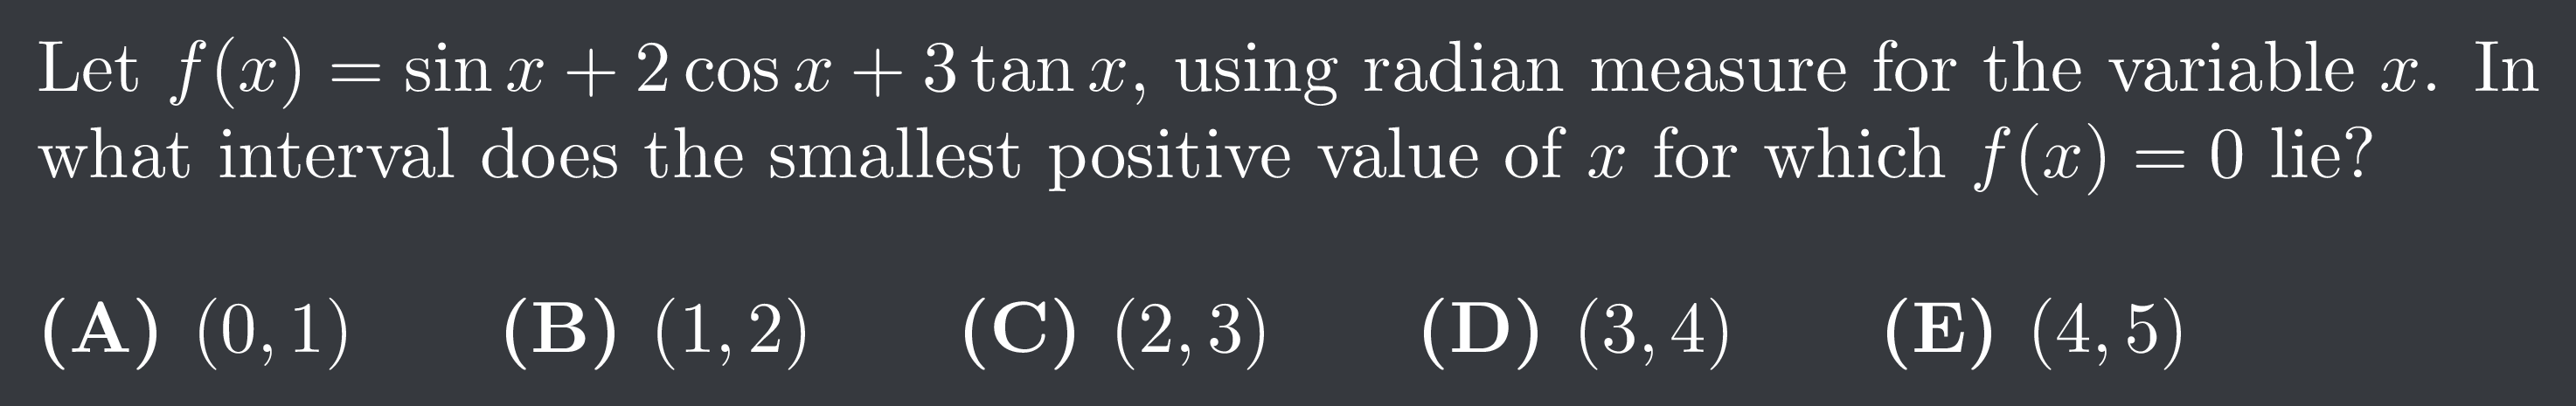 Let f(x) = sin x + 2 cos x + 3 tan x, using radian measure for the variable x. In
what interval does the smallest positive value of x for which f(x) = 0 lie?
(A) (0, 1) (B) (1, 2) (C) (2, 3) (D) (3, 4) (E) (4, 5)